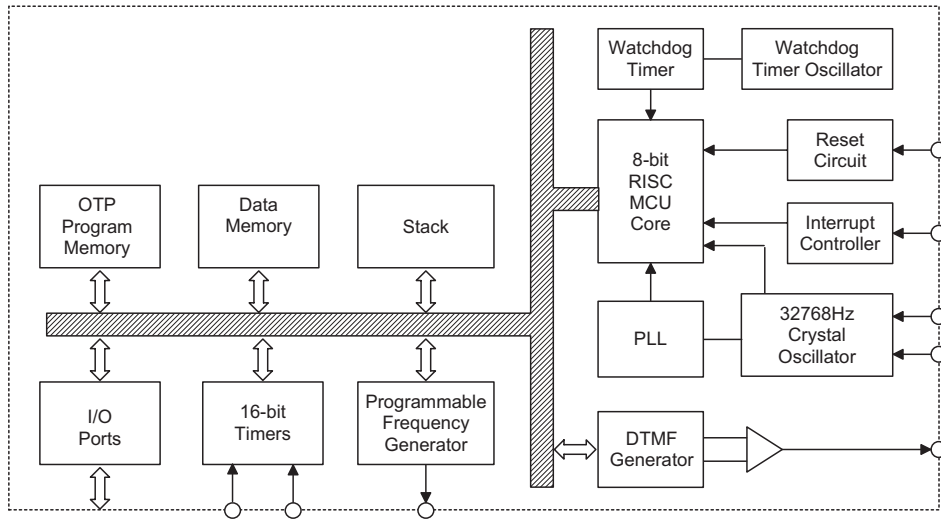 Watchdog
Timer
Watchdog
Timer Oscillator
8-bit
RISC
MCU
Core
Reset
Circuit
OTP
Program
Memory
Data
Memory
Stack
Interrupt
Controller
PLL
32768Hz
Crystal
Oscillator
I/O
Ports
16-bit
Timers
Programmable
Frequency
Generator
DTMF
Generator